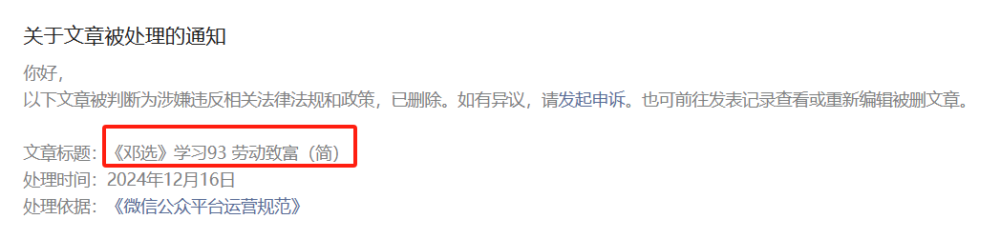 关于文章被处理的通知
你好，
以下文章被判断为涉嫌违反相关法律法规和政策，已删除。如有异议，请发起申诉。也可前往发表记录查看或重新编辑被删文章。
文章标题：《邓选》学习93 劳动致富（简）
处理时间：2024年12月16日
处理依据：《微信公众平台运营规范》